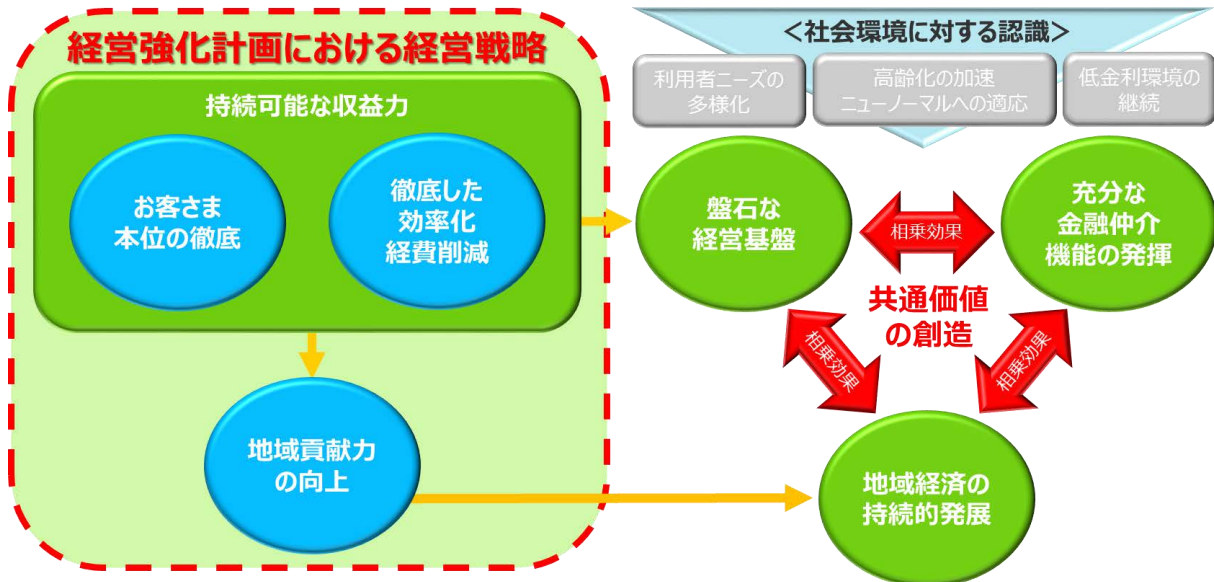 経営強化計画における経営戦略
持続可能な収益力
お客さま
本位の徹底
徹底した
効率化
経費削減
地域貢献力
の向上
<社会環境に対する認識>
利用者ニーズの
多様化
高齢化の加速
ニューノーマルへの適応
低金利環境の
継続
盤石な
経営基盤
相乗効果
充分な
金融仲介
機能の発揮
共通価値
の創造
相乗効果
相乗効果
地域経済の
持続的発展